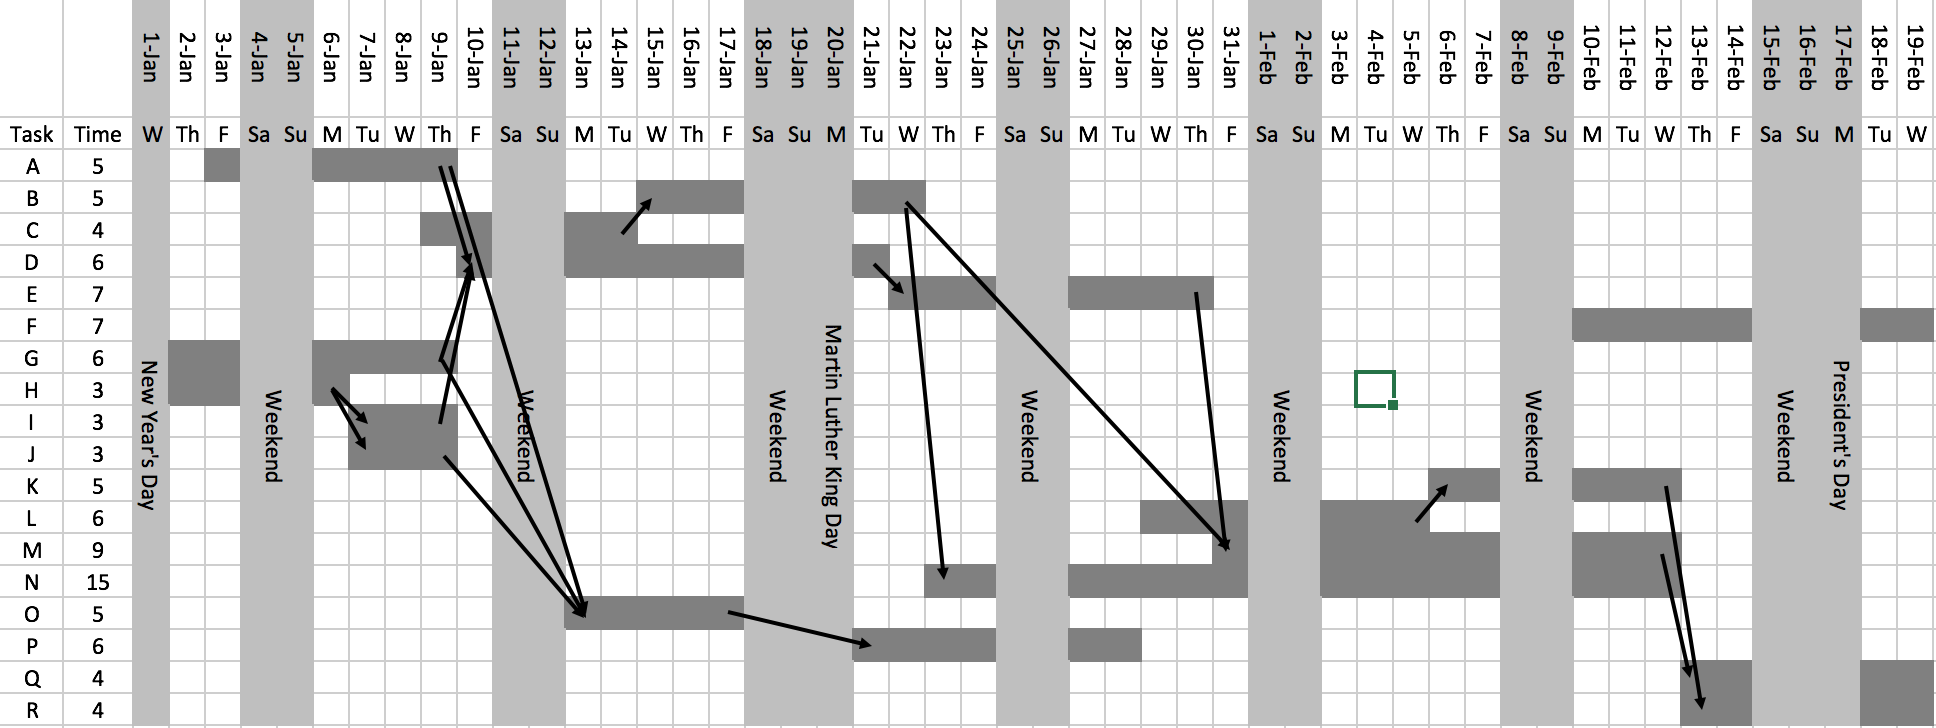 1-Jan 2-Jan 3-Jan 4-Jan 5-Jan 6-Jan 7-Jan 8-Jan 9-Jan 10-Jan 11-Jan 12-Jan 13-Jan 14-Jan 15-Jan 16-Jan 17-Jan 18-Jan 19-Jan 20-Jan 21-Jan 22-Jan 23-Jan 24-Jan 25-Jan 26-Jan 27-Jan 28-Jan 29-Jan 30-Jan 31-Jan 1-Feb 2-Feb 3-Feb 4-Feb 5-Feb 6-Feb 7-Feb 8-Feb 9-Feb 10-Feb 11-Feb 12-Feb 13-Feb 14-Feb 15-Feb 16-Feb 17-Feb 18-Feb 19-Feb
Task Time W Th F Sa Su M Tu W Th F Sa Su M Tu W Th F Sa Su M Tu W Th F Sa Su M Tu W Th F Sa Su M Tu W Th F Sa Su M Tu W Th F Sa Su M Tu W
A 5
B 5
C 4
D 6
E 7
F 7
G 6
H 3
I 3
J 3
K 5
L 6
M 9
N 15
O 5
P 6
Q 4
R 4
New Year's Day
Weekend
Weekend
Weekend
Martin Luther King Day
Weekend
Weekend
Weekend
Weekend
President's Day